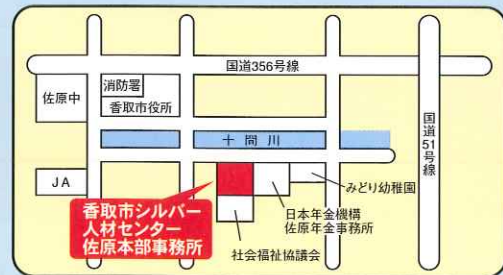 国道356号線
消防署
佐原中
香取市役所
十間川
国道51号線
JA
みどり幼稚園
香取市シルバー
人材センター
佐原本部事務所
日本年金機構
佐原年金事務所
社会福祉協議会